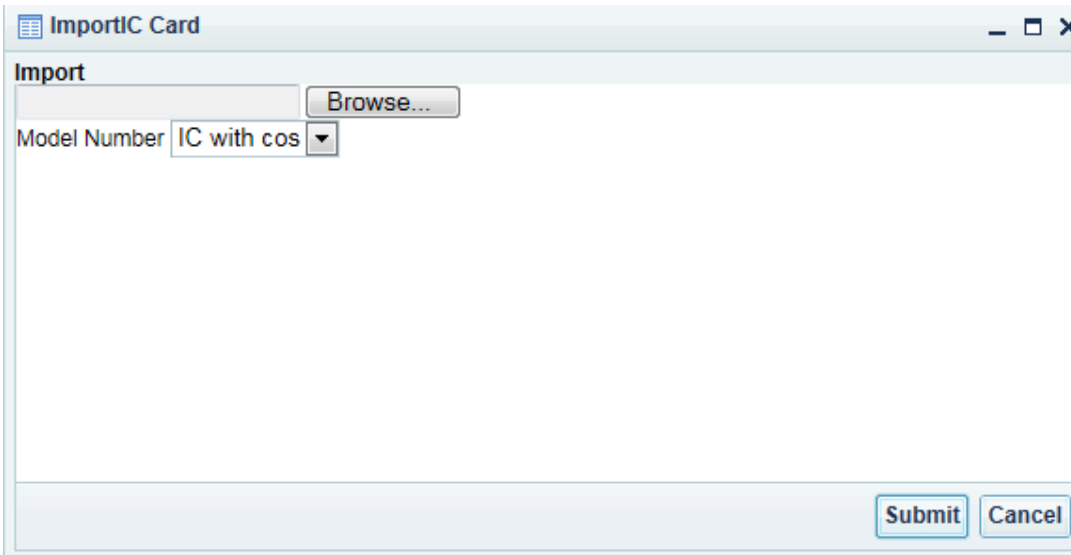 ImportIC Card
Import
Browse...
Model Number IC with cos
Submit Cancel